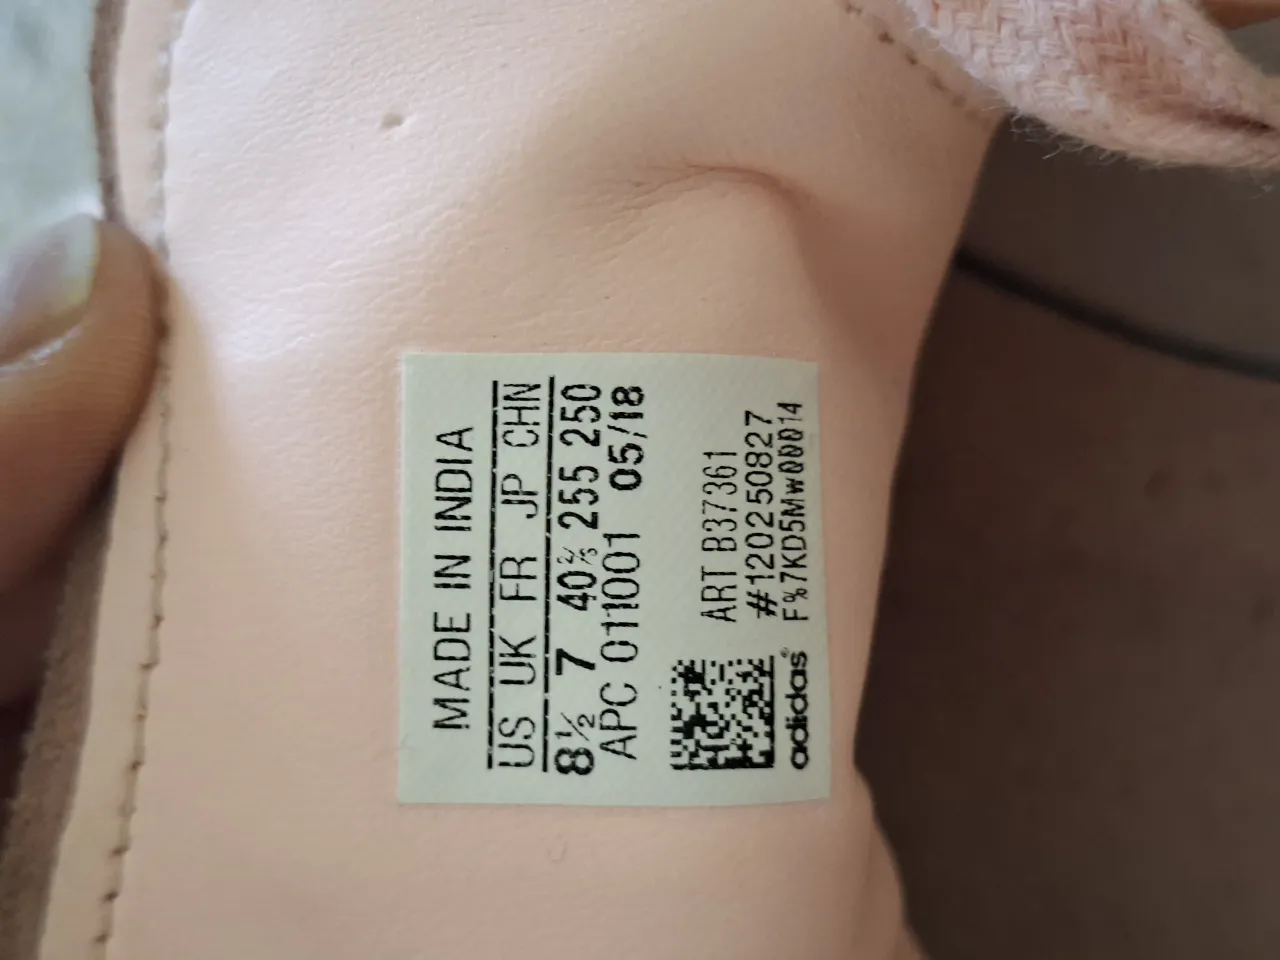 MADE IN INDIA
US UK FR JP CHN
8½ 7 40⅔ 255 250
APC 011001 05/18
ART B37361
#120250827
F%7KD5Mw00014
adidas®